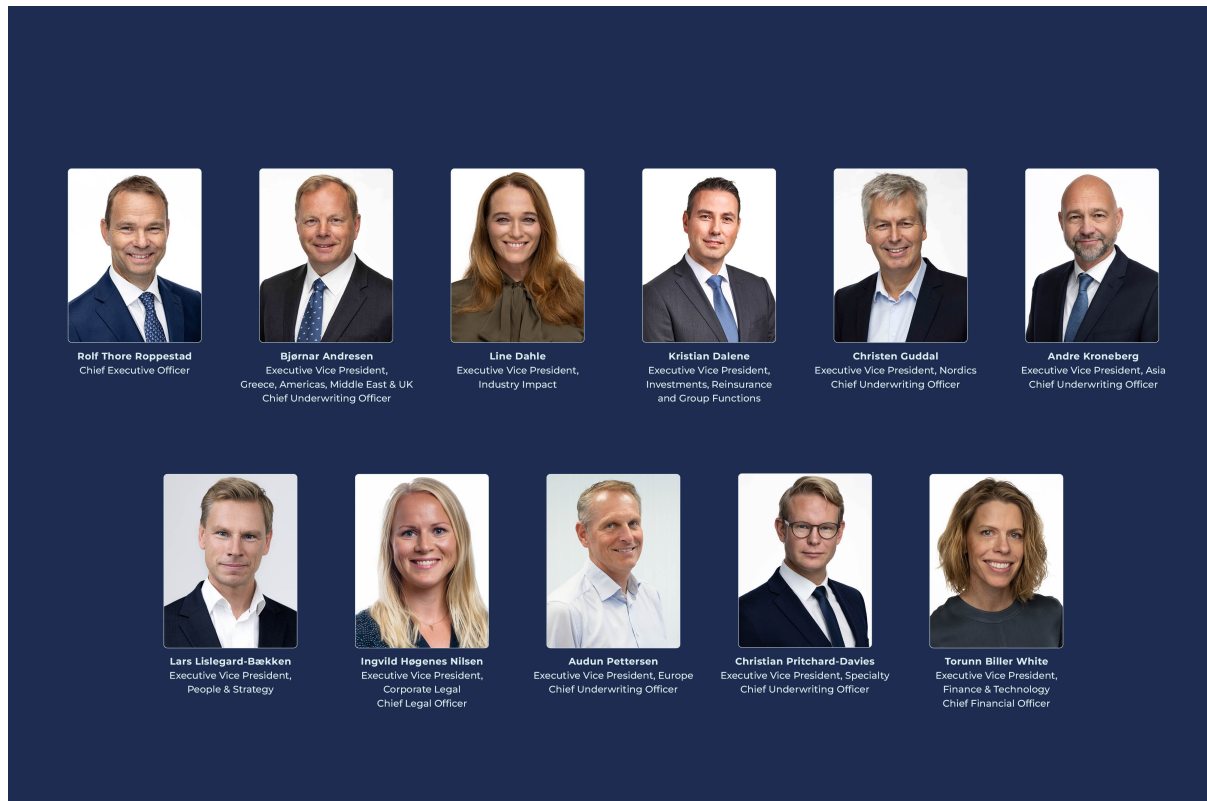 Rolf Thore Roppestad
Chief Executive Officer
Bjørnar Andresen
Executive Vice President,
Greece, Americas, Middle East & UK
Chief Underwriting Officer
Line Dahle
Executive Vice President,
Industry Impact
Kristian Dalene
Executive Vice President,
Investments, Reinsurance
and Group Functions
Christen Guddal
Executive Vice President, Nordics
Chief Underwriting Officer
Andre Kroneberg
Executive Vice President, Asia
Chief Underwriting Officer
Lars Lislegard-Bækken
Executive Vice President,
People & Strategy
Ingvild Høgenes Nilsen
Executive Vice President,
Corporate Legal
Chief Legal Officer
Audun Pettersen
Executive Vice President, Europe
Chief Underwriting Officer
Christian Pritchard-Davies
Executive Vice President, Specialty
Chief Underwriting Officer
Torunn Biller White
Executive Vice President,
Finance & Technology
Chief Financial Officer